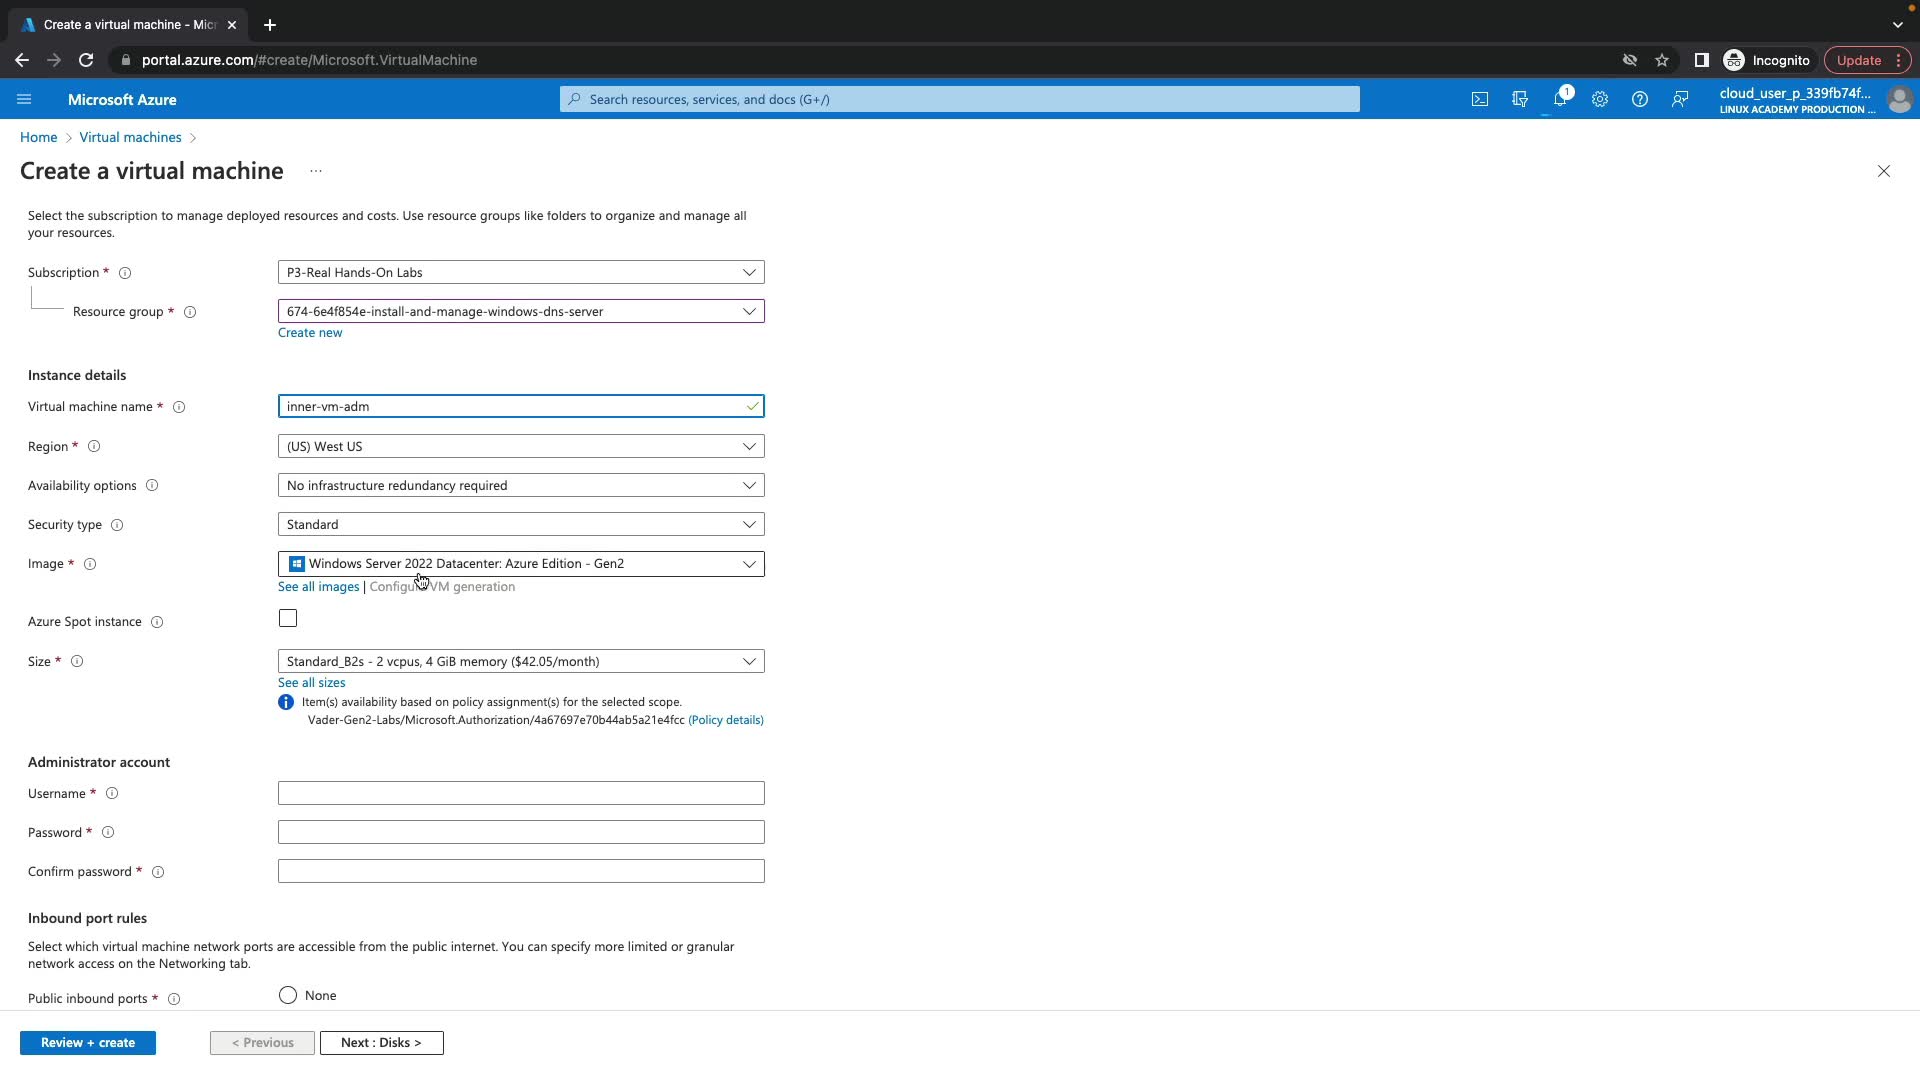 Create a virtual machine - Micr
portal.azure.com/#create/Microsoft.VirtualMachine
Incognito
Update
Microsoft Azure
Search resources, services, and docs (G+/)
1
cloud_user_p_339fb74f...
LINUX ACADEMY PRODUCTION ...
Home > Virtual machines >
Create a virtual machine ...
Select the subscription to manage deployed resources and costs. Use resource groups like folders to organize and manage all
your resources.
Subscription *
P3-Real Hands-On Labs
Resource group *
674-6e4f854e-install-and-manage-windows-dns-server
Create new
Instance details
Virtual machine name *
inner-vm-adm
Region *
(US) West US
Availability options
No infrastructure redundancy required
Security type
Standard
Image *
Windows Server 2022 Datacenter: Azure Edition - Gen2
See all images | Configure VM generation
Azure Spot instance
Size *
Standard_B2s - 2 vcpus, 4 GiB memory ($42.05/month)
See all sizes
Item(s) availability based on policy assignment(s) for the selected scope.
Vader-Gen2-Labs/Microsoft.Authorization/4a67697e70b44ab5a21e4fcc (Policy details)
Administrator account
Username *
Password *
Confirm password *
Inbound port rules
Select which virtual machine network ports are accessible from the public internet. You can specify more limited or granular
network access on the Networking tab.
Public inbound ports *
None
Review + create
< Previous
Next : Disks >